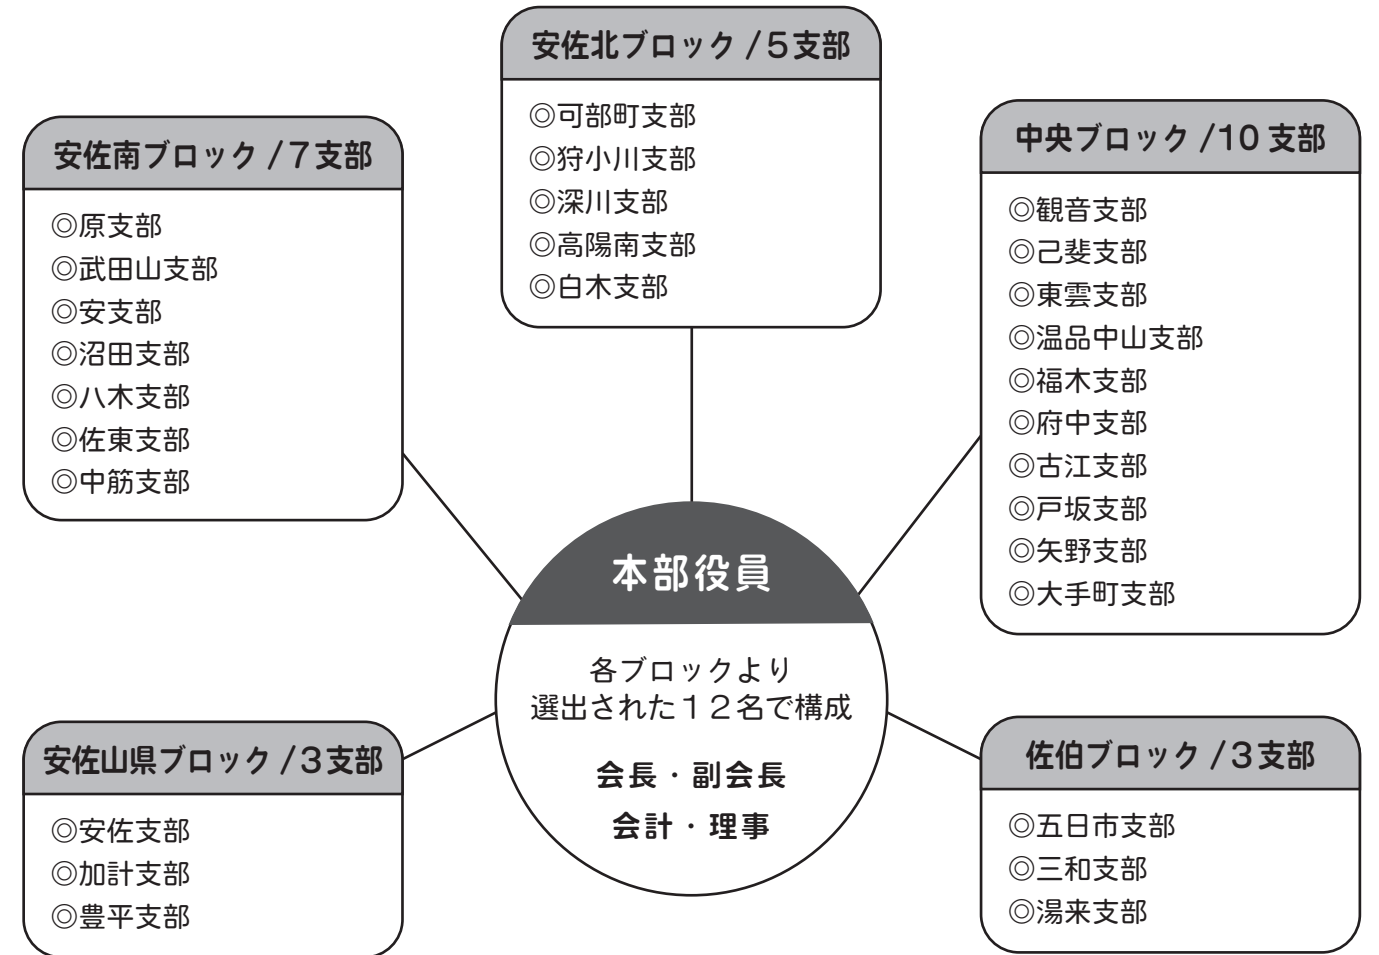 安佐北ブロック /５支部
◎可部町支部
◎狩小川支部
◎深川支部
◎高陽南支部
◎白木支部
安佐南ブロック /７支部
◎原支部
◎武田山支部
◎安支部
◎沼田支部
◎八木支部
◎佐東支部
◎中筋支部
中央ブロック /10 支部
◎観音支部
◎己斐支部
◎東雲支部
◎温品中山支部
◎福木支部
◎府中支部
◎古江支部
◎戸坂支部
◎矢野支部
◎大手町支部
本部役員
各ブロックより
選出された１２名で構成
会長・副会長
会計・理事
安佐山県ブロック /３支部
◎安佐支部
◎加計支部
◎豊平支部
佐伯ブロック /３支部
◎五日市支部
◎三和支部
◎湯来支部